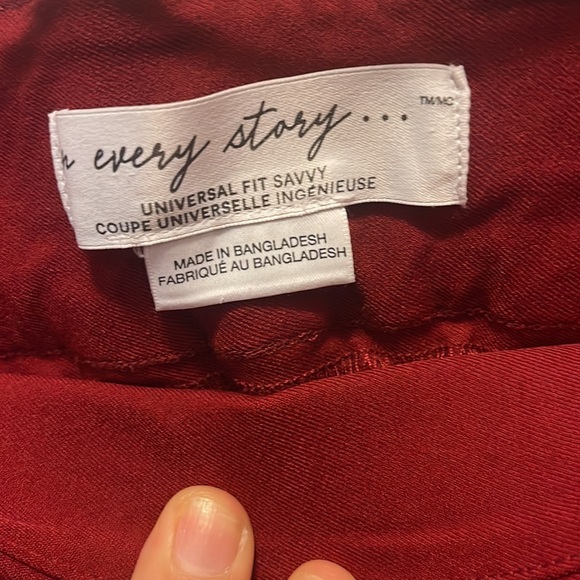 every story... TM/MC
UNIVERSAL FIT SAVVY
COUPE UNIVERSELLE INGÉNIEUSE
MADE IN BANGLADESH
FABRIQUÉ AU BANGLADESH